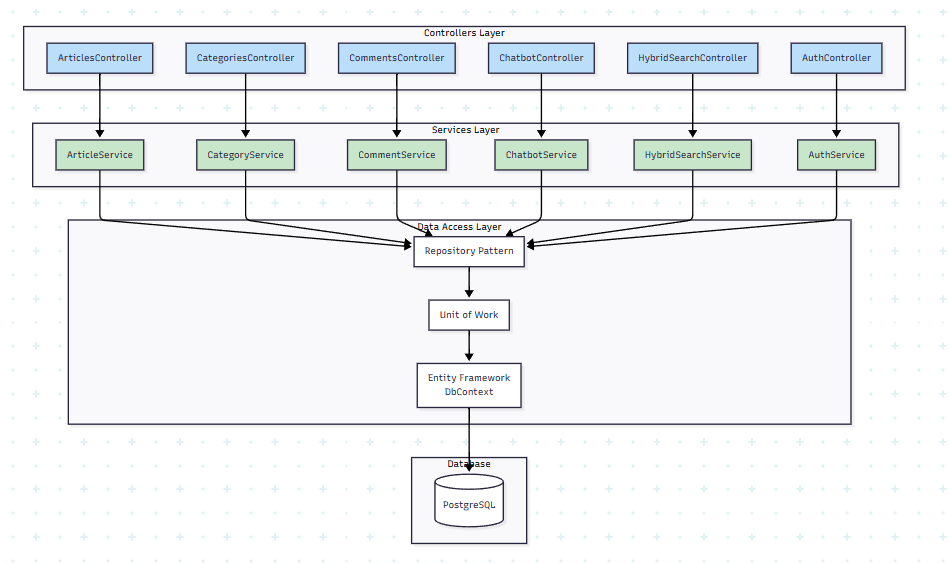 Controllers Layer
ArticlesController
CategoriesController
CommentsController
ChatbotController
HybridSearchController
AuthController
Services Layer
ArticleService
CategoryService
CommentService
ChatbotService
HybridSearchService
AuthService
Data Access Layer
Repository Pattern
Unit of Work
Entity Framework
DbContext
Database
PostgreSQL